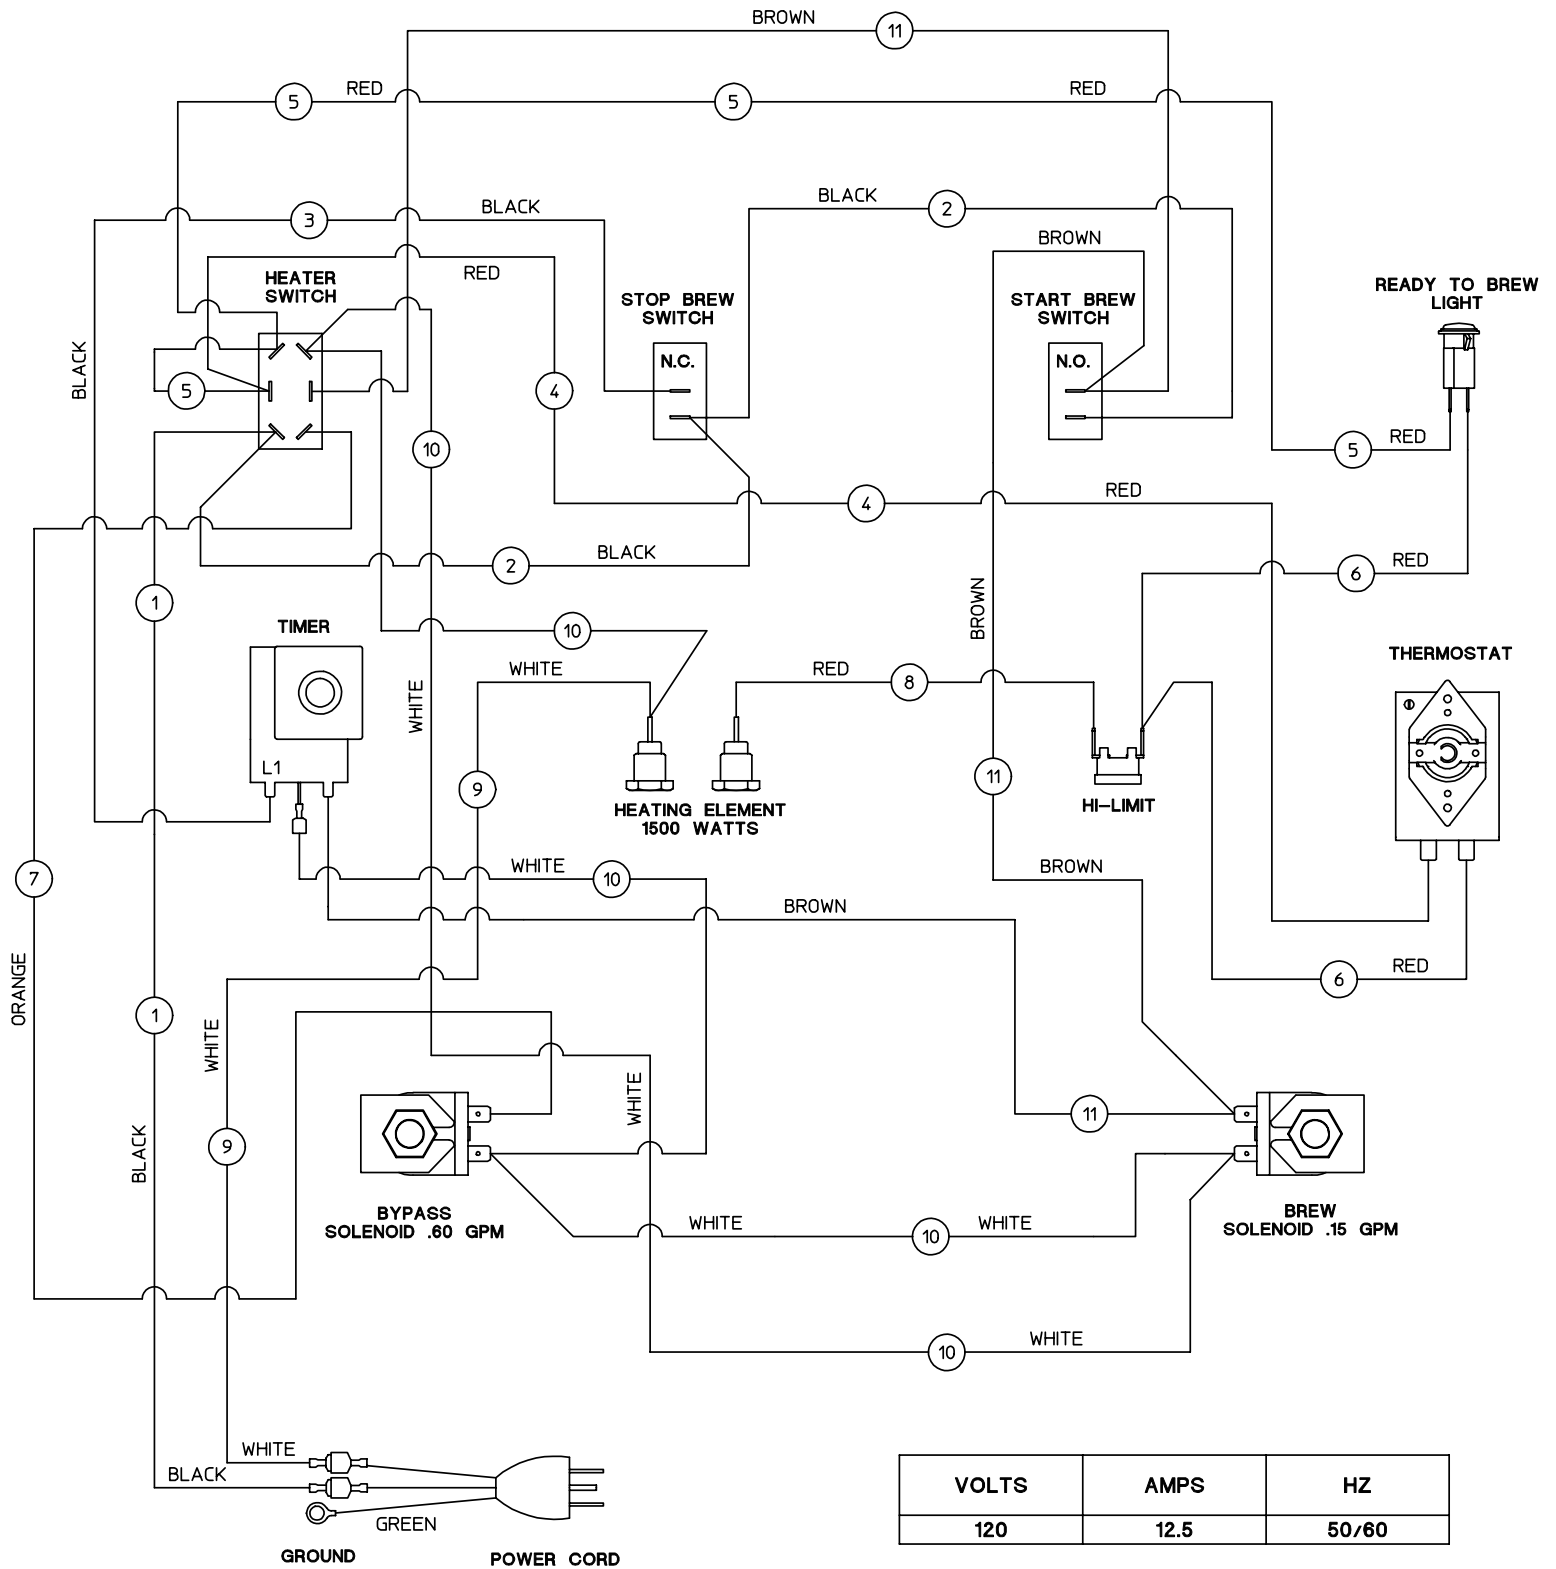 BROWN
11
RED
5
5
RED
BLACK
2
3
BLACK
BROWN
RED
HEATER
SWITCH
STOP BREW
SWITCH
START BREW
SWITCH
READY TO BREW
LIGHT
N.C.
N.O.
BLACK
5
4
10
5
RED
4
RED
2
BLACK
6
RED
1
BROWN
TIMER
10
WHITE
RED
8
THERMOSTAT
WHITE
L1
9
11
HEATING ELEMENT
1500 WATTS
HI-LIMIT
7
WHITE
10
BROWN
BROWN
ORANGE
RED
6
1
WHITE
WHITE
11
BLACK
9
BYPASS
SOLENOID .60 GPM
WHITE
10
WHITE
BREW
SOLENOID .15 GPM
10
WHITE
WHITE
BLACK
GREEN
GROUND
POWER CORD
VOLTS AMPS HZ
120 12.5 50/60